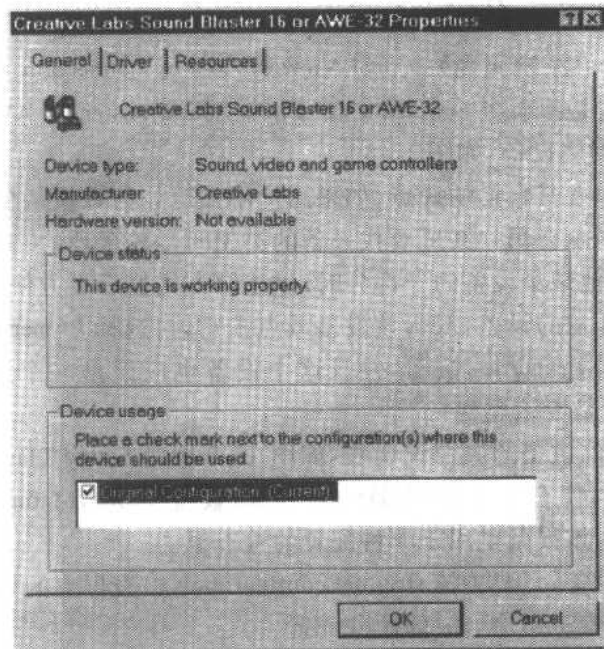 Creative Labs Sound Blaster 16 or AWE-32 Properties
General Driver Resources
Creative Labs Sound Blaster 16 or AWE-32
Device type: Sound, video and game controllers
Manufacturer: Creative Labs
Hardware version: Not available
Device status
This device is working properly.
Device usage
Place a check mark next to the configuration(s) where this
device should be used.
Original Configuration (Current)
OK Cancel